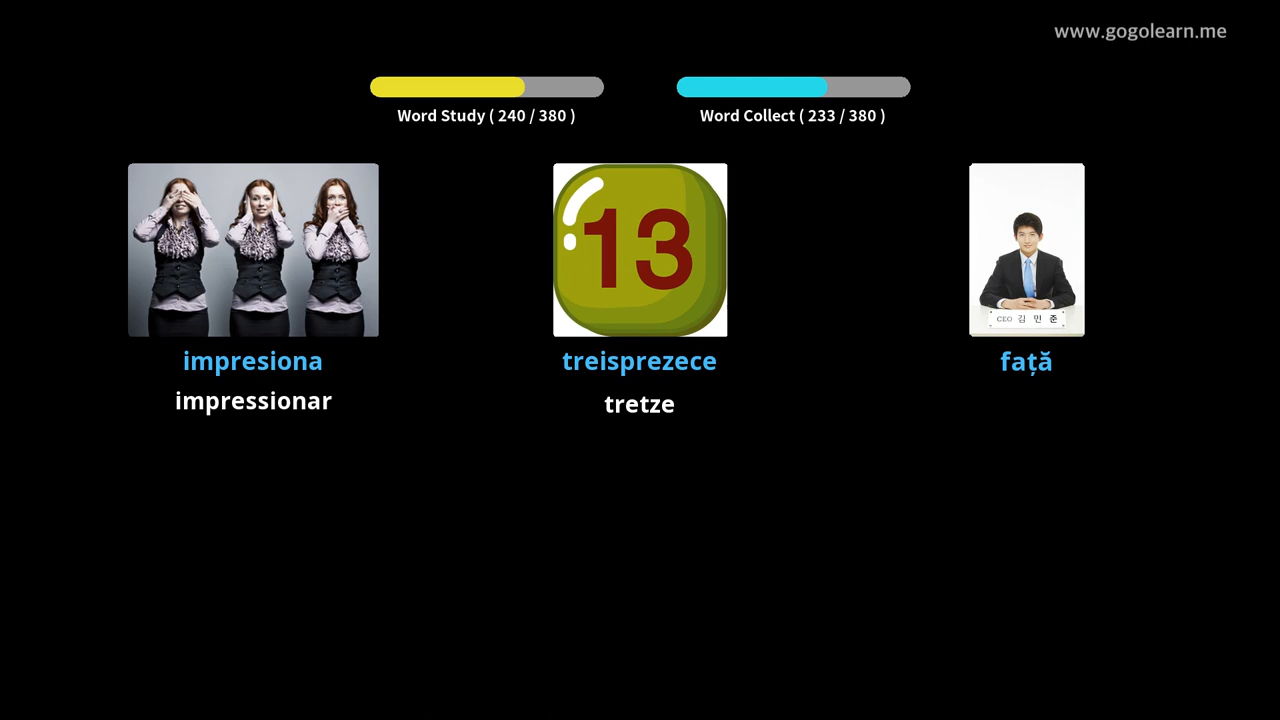 www.gogolearn.me
Word Study ( 240 / 380 )
Word Collect ( 233 / 380 )
13
CEO 김 민 준
impresiona
treisprezece
față
impressionar
tretze